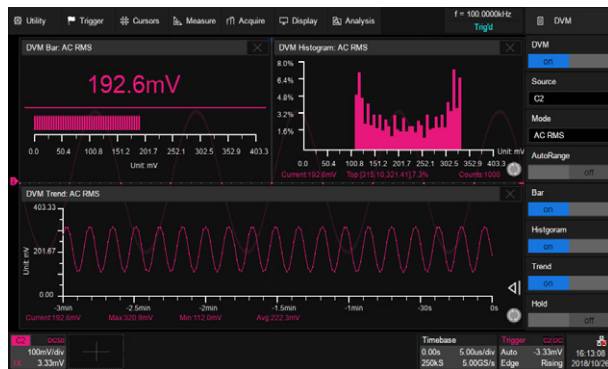 Utility Trigger Cursors Measure Acquire Display Analysis
f = 100.0000kHz
Trig'd
DVM
DVM Bar: AC RMS
192.6mV
0.0 50.4 100.8 151.2 201.7 252.1 302.5 352.9 403.3
Unit: mV
DVM Histogram: AC RMS
8.0%
6.4%
4.8%
3.2%
1.6%
Unit: mV
0.0 50.4 100.8 151.2 201.7 252.1 302.5 352.9 403.3
Current:192.6mV Top:[315.10,321.41]:7.3% Counts:1000
DVM Trend: AC RMS
403.33
201.67
0.00
Unit: mV
-3min -2.5min -2min -1.5min -1min -30s 0s
Current:192.6mV Max:320.9mV Min:112.0mV Avg:222.3mV
DVM
on
Source
C2
Mode
AC RMS
AutoRange
off
Bar
on
Histgoram
on
Trend
on
Hold
off
C2 DC50
100mV/div
1X 3.33mV
Timebase
0.00s 5.00us/div
250kS 5.00GS/s
Trigger C2 DC
Auto -3.33mV
Edge Rising
16:13:08
2018/10/26